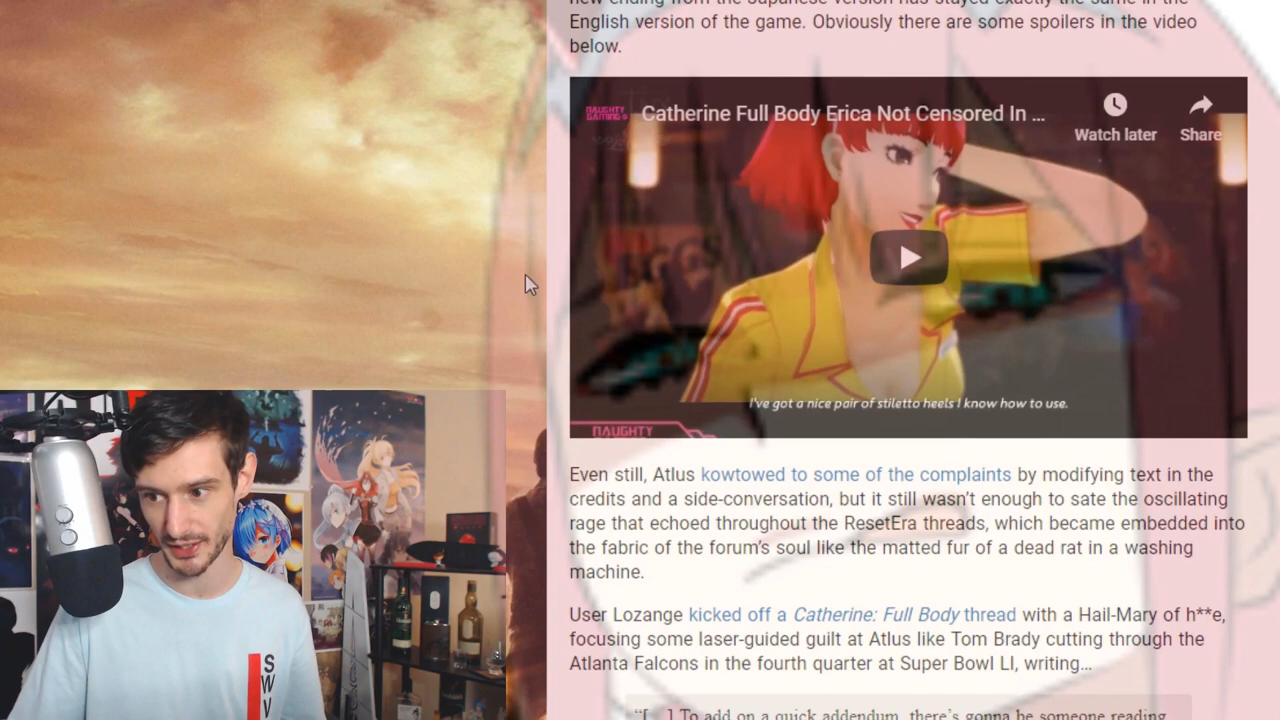 English version of the game. Obviously there are some spoilers in the video
below.
NAUGHTY
GAMING
Catherine Full Body Erica Not Censored In ...
Watch later
Share
I've got a nice pair of stiletto heels I know how to use.
NAUGHTY
Even still, Atlus kowtowed to some of the complaints by modifying text in the
credits and a side-conversation, but it still wasn't enough to sate the oscillating
rage that echoed throughout the ResetEra threads, which became embedded into
the fabric of the forum's soul like the matted fur of a dead rat in a washing
machine.
User Lozange kicked off a Catherine: Full Body thread with a Hail-Mary of h**e,
focusing some laser-guided guilt at Atlus like Tom Brady cutting through the
Atlanta Falcons in the fourth quarter at Super Bowl LI, writing…
"[…] To add on a quick addendum, there's gonna be someone reading
S
W
V